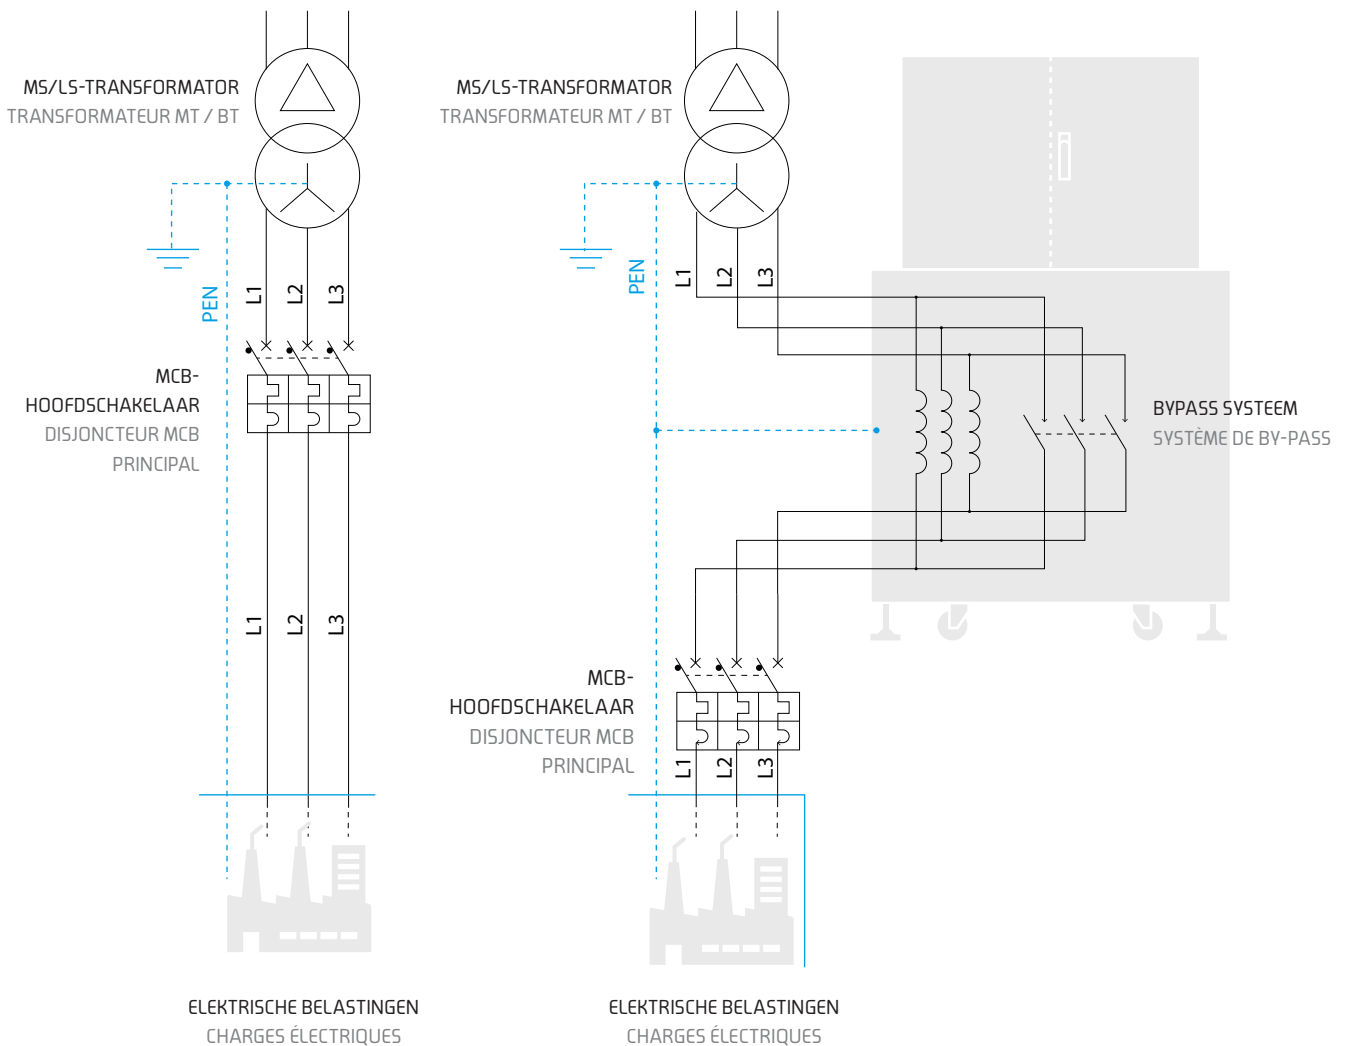 MS/LS-TRANSFORMATOR
TRANSFORMATEUR MT / BT
PEN
L1
L2
L3
MCB-
HOOFDSCHAKELAAR
DISJONCTEUR MCB
PRINCIPAL
L1
L2
L3
ELEKTRISCHE BELASTINGEN
CHARGES ÉLECTRIQUES
MS/LS-TRANSFORMATOR
TRANSFORMATEUR MT / BT
PEN
L1
L2
L3
BYPASS SYSTEEM
SYSTÈME DE BY-PASS
MCB-
HOOFDSCHAKELAAR
DISJONCTEUR MCB
PRINCIPAL
L1
L2
L3
ELEKTRISCHE BELASTINGEN
CHARGES ÉLECTRIQUES